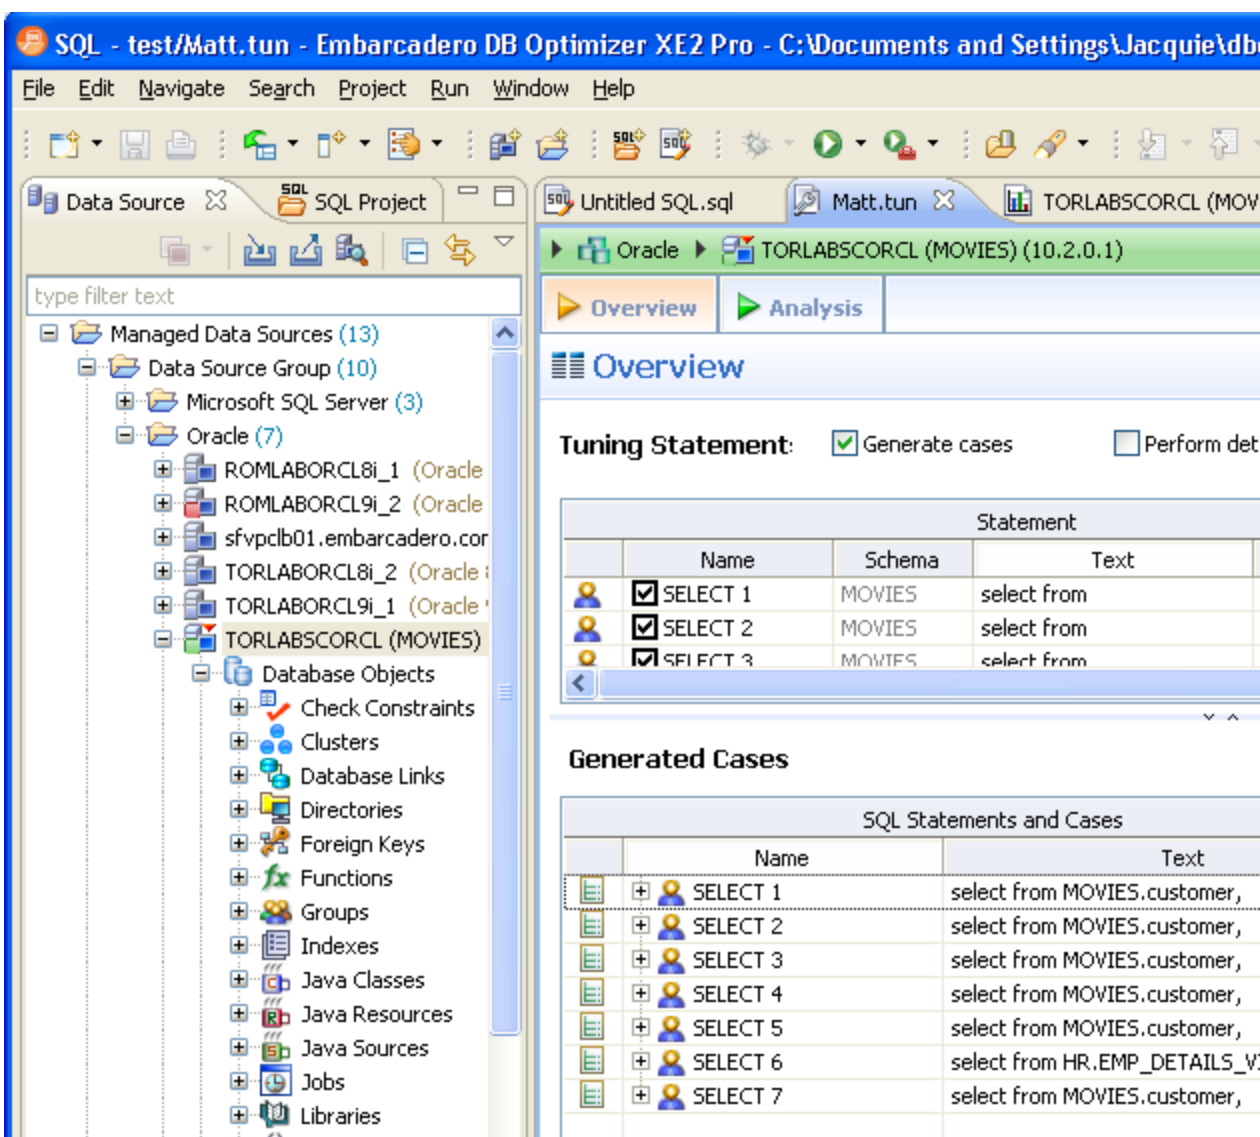 SQL - test/Matt.tun - Embarcadero DB Optimizer XE2 Pro - C:\Documents and Settings\Jacquie\db
File Edit Navigate Search Project Run Window Help
Data Source SQL Project
type filter text
Managed Data Sources (13)
Data Source Group (10)
Microsoft SQL Server (3)
Oracle (7)
ROMLABORCL8i_1 (Oracle
ROMLABORCL9i_2 (Oracle
sfvpclb01.embarcadero.cor
TORLABORCL8i_2 (Oracle
TORLABORCL9i_1 (Oracle
TORLABSCORCL (MOVIES)
Database Objects
Check Constraints
Clusters
Database Links
Directories
Foreign Keys
Functions
Groups
Indexes
Java Classes
Java Resources
Java Sources
Jobs
Libraries
Untitled SQL.sql Matt.tun TORLABSCORCL (MOV
Oracle TORLABSCORCL (MOVIES) (10.2.0.1)
Overview Analysis
Overview
Tuning Statement: Generate cases Perform det
Statement
Name Schema Text
SELECT 1 MOVIES select from
SELECT 2 MOVIES select from
SELECT 3 MOVIES select from
Generated Cases
SQL Statements and Cases
Name Text
SELECT 1 select from MOVIES.customer,
SELECT 2 select from MOVIES.customer,
SELECT 3 select from MOVIES.customer,
SELECT 4 select from MOVIES.customer,
SELECT 5 select from MOVIES.customer,
SELECT 6 select from HR.EMP_DETAILS_VI
SELECT 7 select from MOVIES.customer,